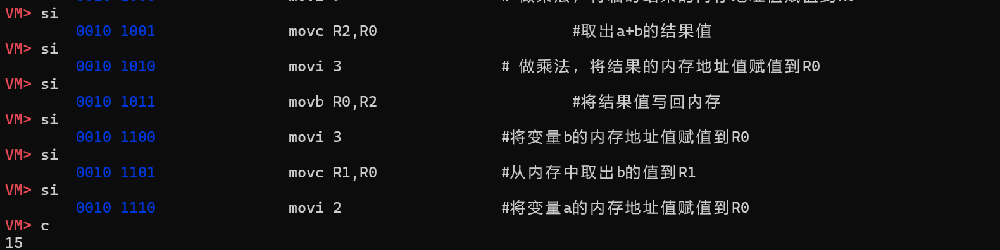 VM> si
0010 1001 movc R2,R0 #取出a+b的结果值
VM> si
0010 1010 movi 3 # 做乘法，将结果的内存地址值赋值到R0
VM> si
0010 1011 movb R0,R2 #将结果值写回内存
VM> si
0010 1100 movi 3 #将变量b的内存地址值赋值到R0
VM> si
0010 1101 movc R1,R0 #从内存中取出b的值到R1
VM> si
0010 1110 movi 2 #将变量a的内存地址值赋值到R0
VM> c
15